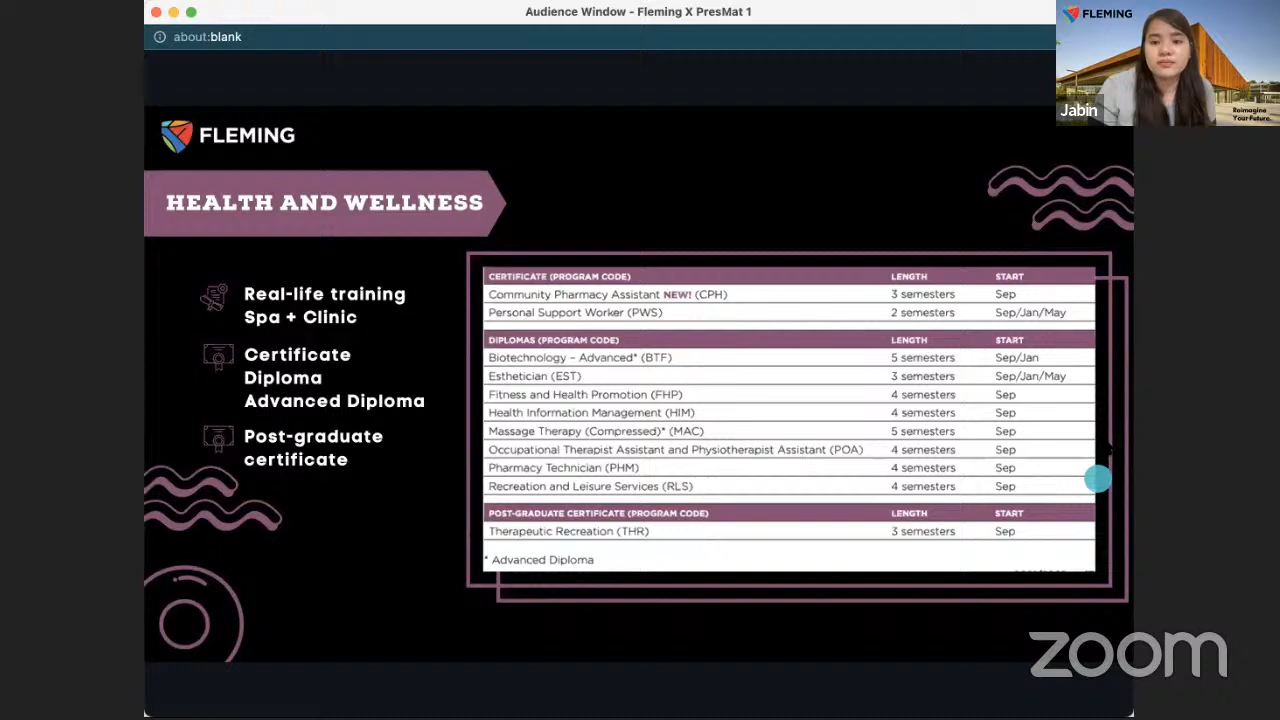 Audience Window - Fleming X PresMat 1
about:blank
FLEMING
Jabin
Reimagine
Your Future.
FLEMING
HEALTH AND WELLNESS
Real-life training
Spa + Clinic
Certificate
Diploma
Advanced Diploma
Post-graduate
certificate
CERTIFICATE (PROGRAM CODE) LENGTH START
Community Pharmacy Assistant NEW! (CPH) 3 semesters Sep
Personal Support Worker (PWS) 2 semesters Sep/Jan/May
DIPLOMAS (PROGRAM CODE) LENGTH START
Biotechnology – Advanced* (BTF) 5 semesters Sep/Jan
Esthetician (EST) 3 semesters Sep/Jan/May
Fitness and Health Promotion (FHP) 4 semesters Sep
Health Information Management (HIM) 4 semesters Sep
Massage Therapy (Compressed)* (MAC) 5 semesters Sep
Occupational Therapist Assistant and Physiotherapist Assistant (POA) 4 semesters Sep
Pharmacy Technician (PHM) 4 semesters Sep
Recreation and Leisure Services (RLS) 4 semesters Sep
POST-GRADUATE CERTIFICATE (PROGRAM CODE) LENGTH START
Therapeutic Recreation (THR) 3 semesters Sep
* Advanced Diploma
zoom